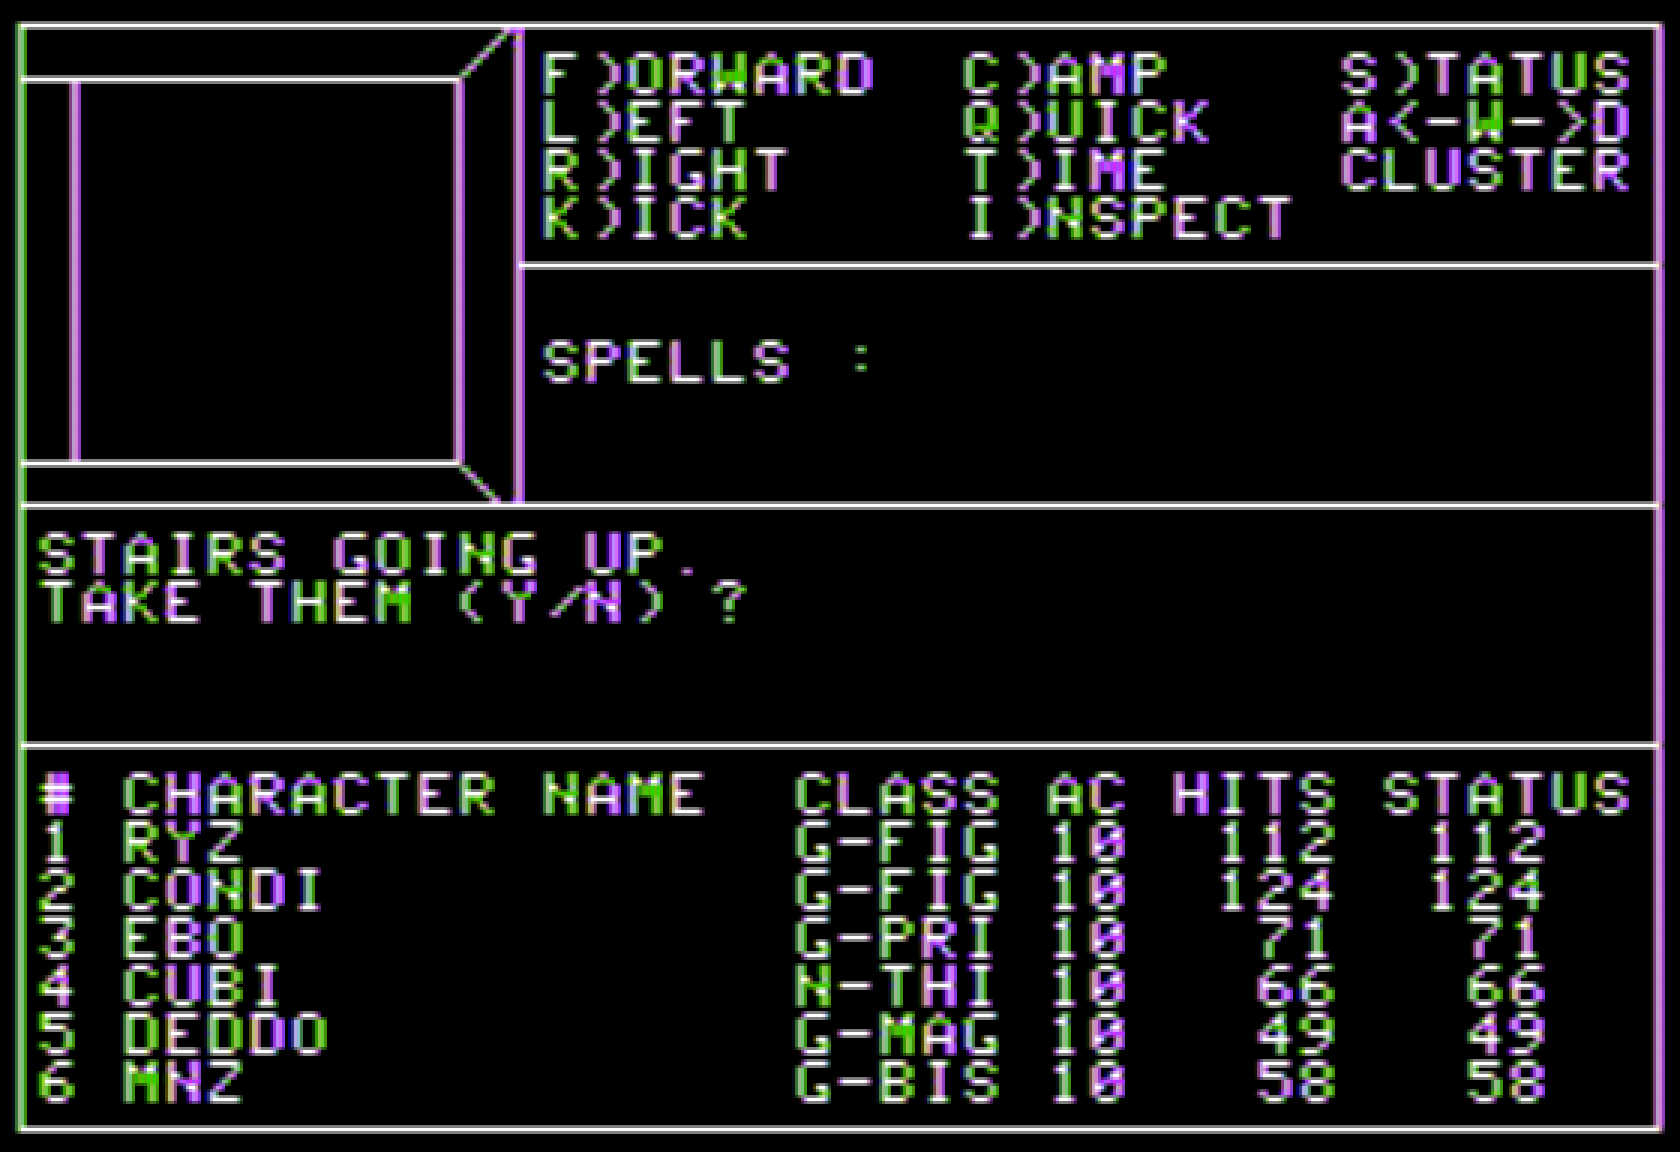 F)ORWARD C)AMP S)TATUS
L)EFT Q)UICK A<-W->D
R)IGHT T)IME CLUSTER
K)ICK I)NSPECT
SPELLS :
STAIRS GOING UP.
TAKE THEM (Y/N) ?
# CHARACTER NAME CLASS AC HITS STATUS
1 RYZ G-FIG 10 112 112
2 CONDI G-FIG 10 124 124
3 EBO G-PRI 10 71 71
4 CUBI N-THI 10 66 66
5 DEDDO G-MAG 10 49 49
6 MNZ G-BIS 10 58 58